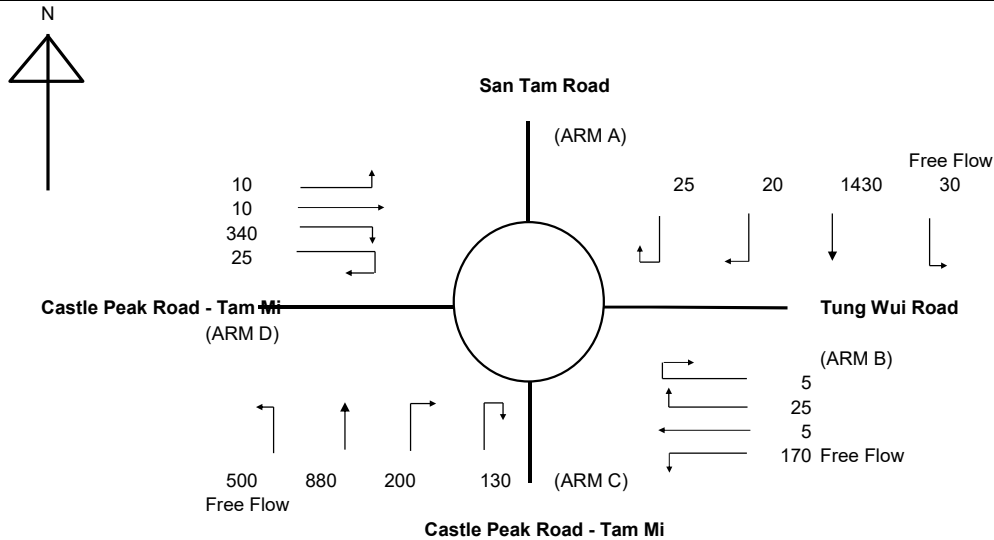 N
San Tam Road
(ARM A)
Free Flow
25 20 1430 30
10
10
340
25
Castle Peak Road - Tam Mi
(ARM D)
Tung Wui Road
(ARM B)
5
25
5
170 Free Flow
500 880 200 130
Free Flow
(ARM C)
Castle Peak Road - Tam Mi